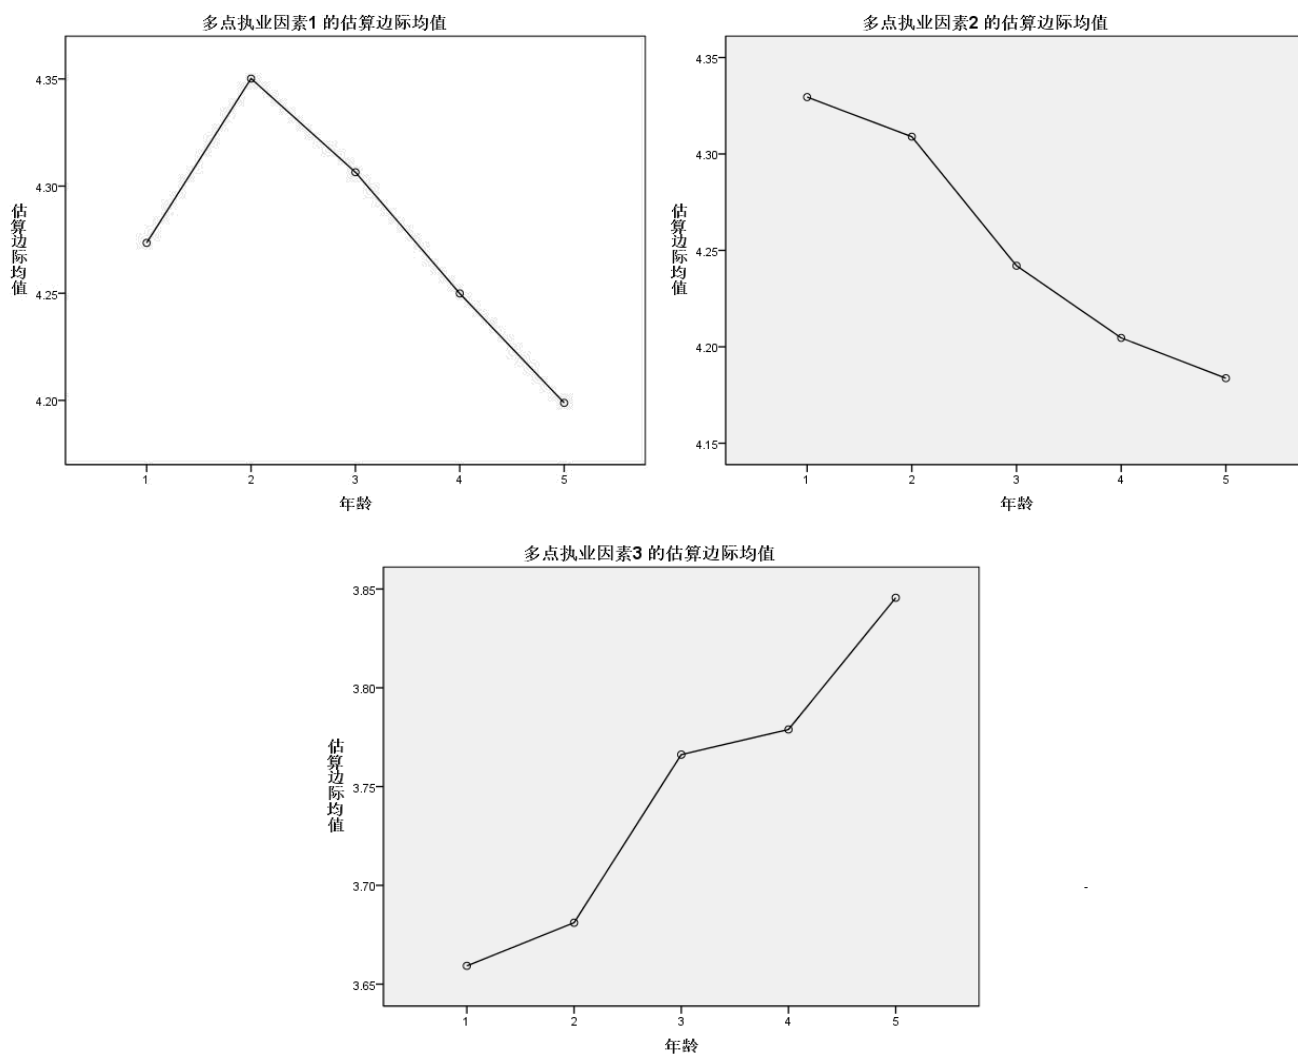 多点执业因素1 的估算边际均值
4.35
4.30
4.25
4.20
估算边际均值
1 2 3 4 5
年龄
多点执业因素2 的估算边际均值
4.35
4.30
4.25
4.20
4.15
估算边际均值
1 2 3 4 5
年龄
多点执业因素3 的估算边际均值
3.85
3.80
3.75
3.70
3.65
估算边际均值
1 2 3 4 5
年龄
-